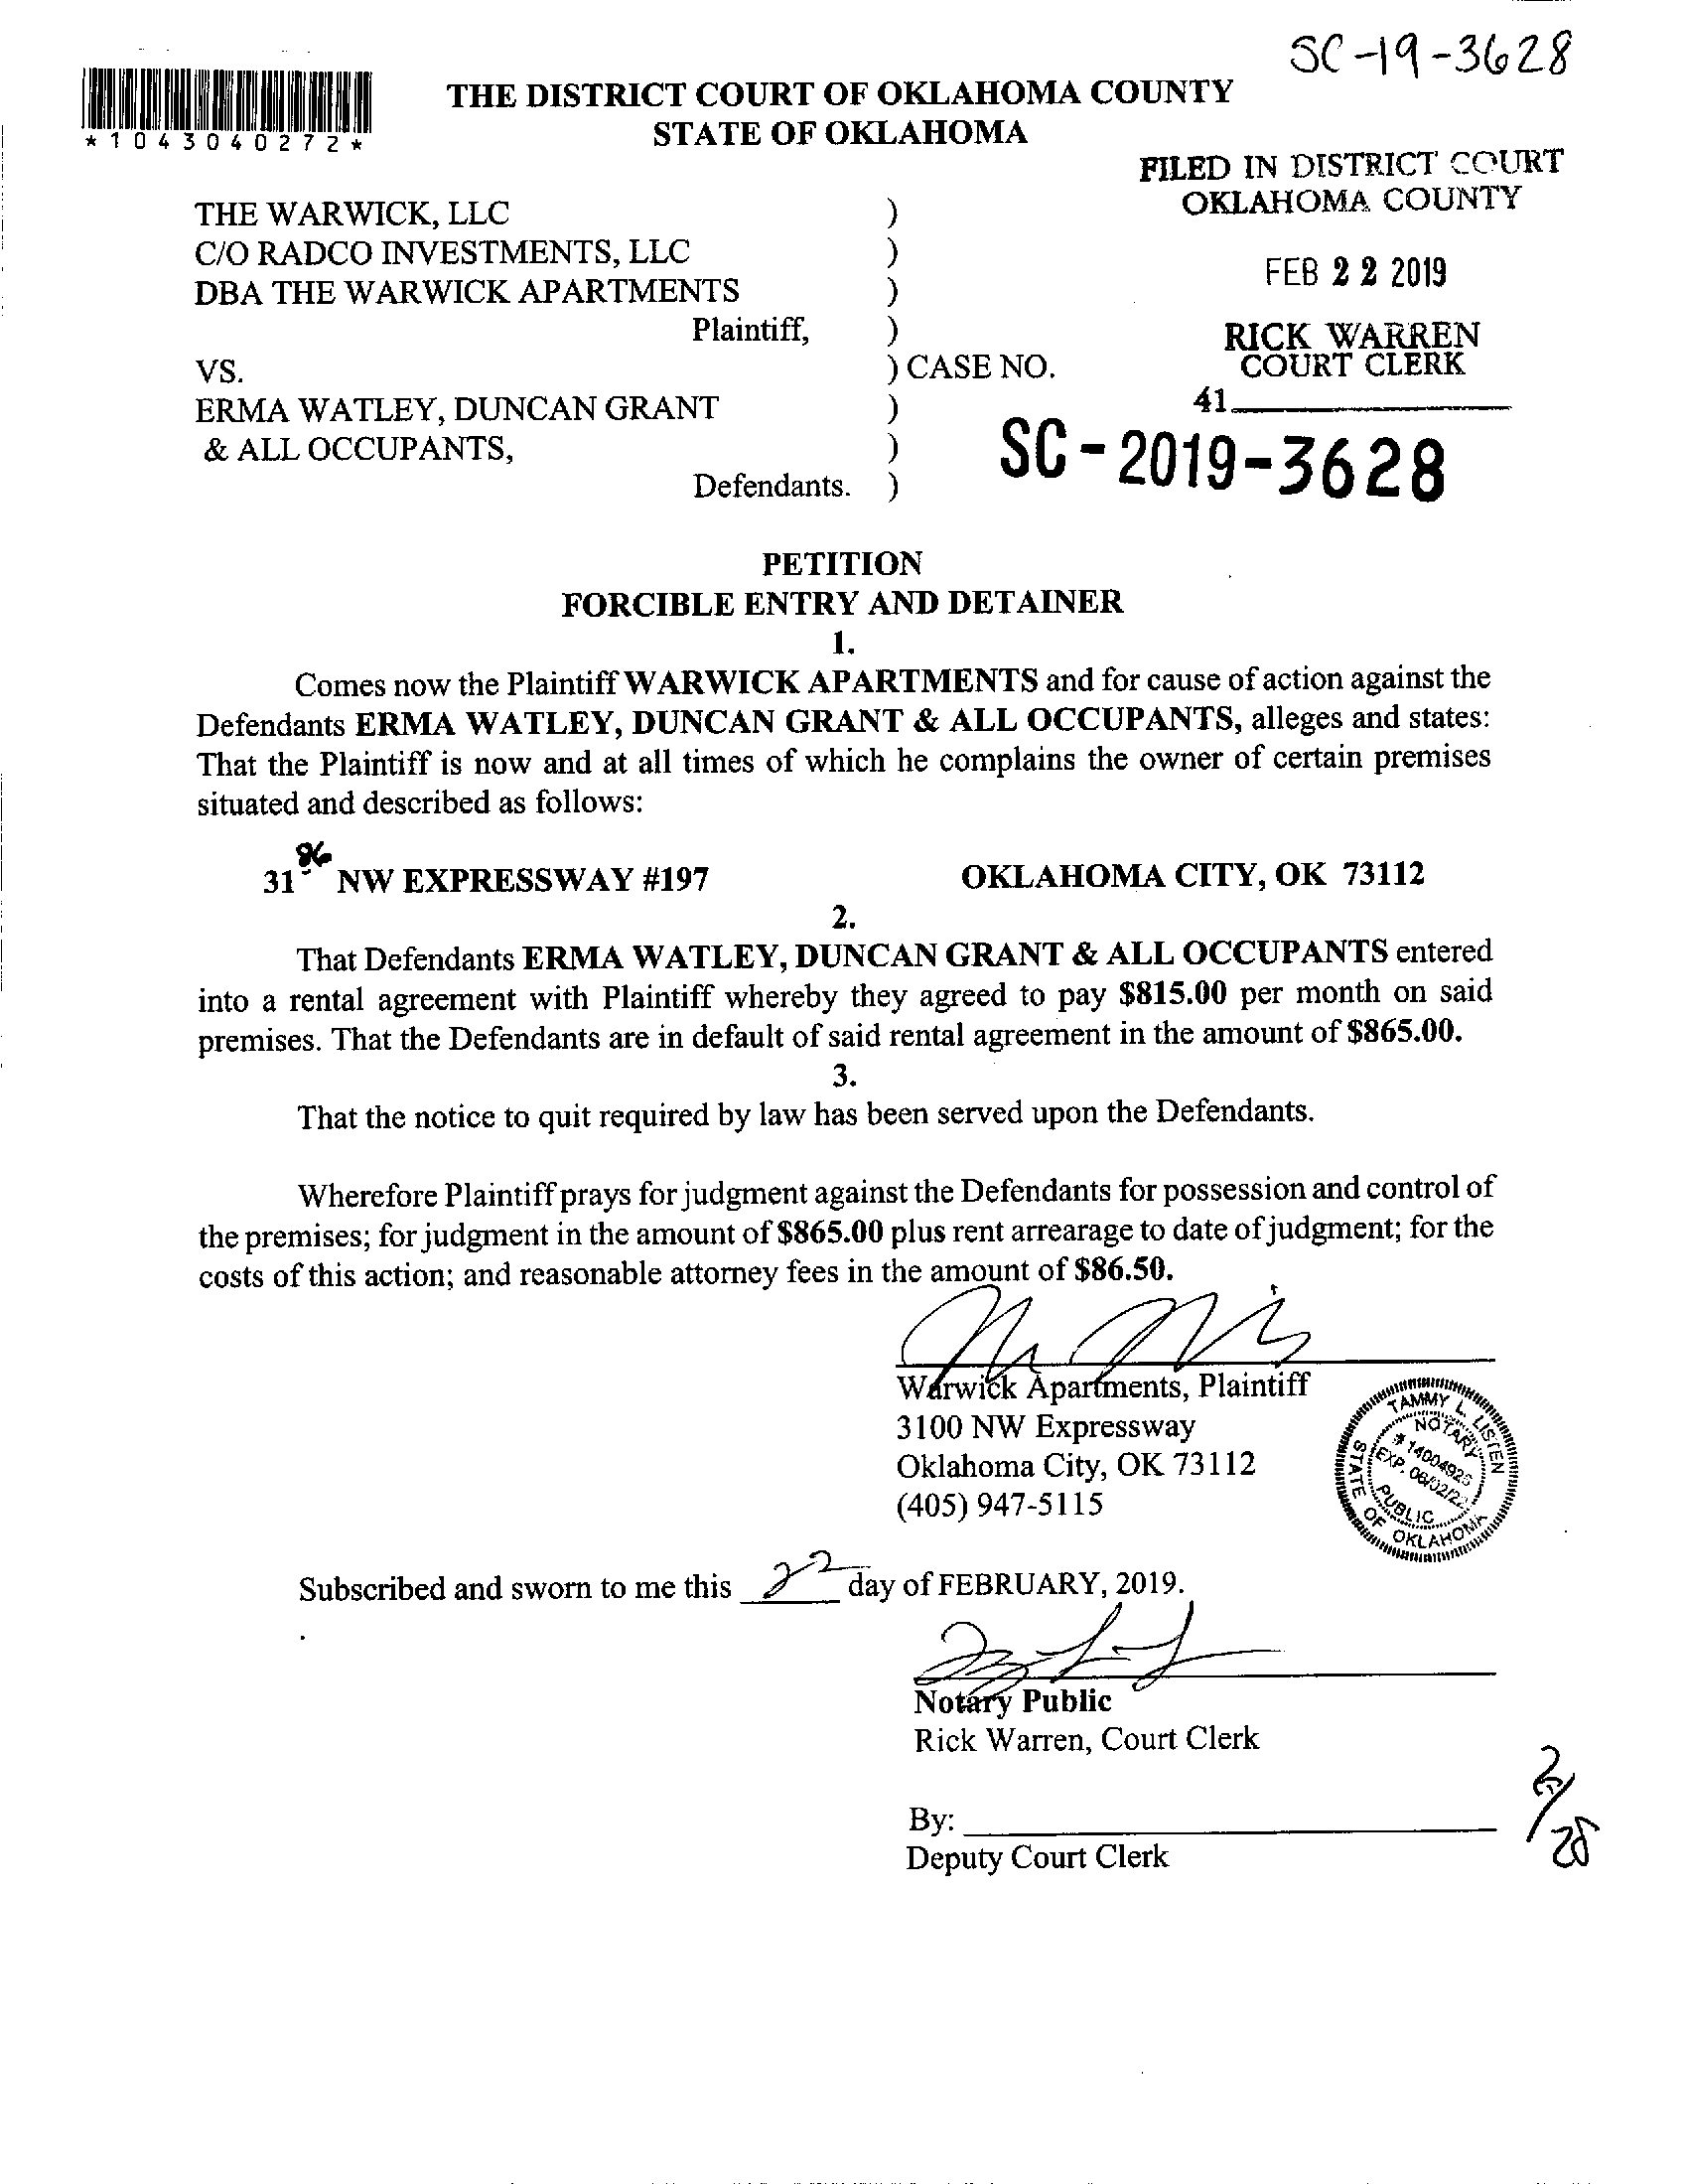 SC-19-3628
*1043040272*
THE DISTRICT COURT OF OKLAHOMA COUNTY
STATE OF OKLAHOMA
FILED IN DISTRICT COURT
OKLAHOMA COUNTY
FEB 22 2019
RICK WARREN
COURT CLERK
41
THE WARWICK, LLC )
C/O RADCO INVESTMENTS, LLC )
DBA THE WARWICK APARTMENTS )
Plaintiff, )
VS. ) CASE NO.
ERMA WATLEY, DUNCAN GRANT )
& ALL OCCUPANTS, )
Defendants. )
SC-2019-3628
PETITION
FORCIBLE ENTRY AND DETAINER
1.
Comes now the Plaintiff WARWICK APARTMENTS and for cause of action against the
Defendants ERMA WATLEY, DUNCAN GRANT & ALL OCCUPANTS, alleges and states:
That the Plaintiff is now and at all times of which he complains the owner of certain premises
situated and described as follows:
3186 NW EXPRESSWAY #197 OKLAHOMA CITY, OK 73112
2.
That Defendants ERMA WATLEY, DUNCAN GRANT & ALL OCCUPANTS entered
into a rental agreement with Plaintiff whereby they agreed to pay $815.00 per month on said
premises. That the Defendants are in default of said rental agreement in the amount of $865.00.
3.
That the notice to quit required by law has been served upon the Defendants.
Wherefore Plaintiff prays for judgment against the Defendants for possession and control of
the premises; for judgment in the amount of $865.00 plus rent arrearage to date of judgment; for the
costs of this action; and reasonable attorney fees in the amount of $86.50.
Warwick Apartments, Plaintiff
3100 NW Expressway
Oklahoma City, OK 73112
(405) 947-5115
TAMMY L. LISTEN
NOTARY
# 14004926
EXP. 06/02/22
PUBLIC
STATE OF OKLAHOMA
Subscribed and sworn to me this 22 day of FEBRUARY, 2019.
Notary Public
Rick Warren, Court Clerk
By:
Deputy Court Clerk
2/28